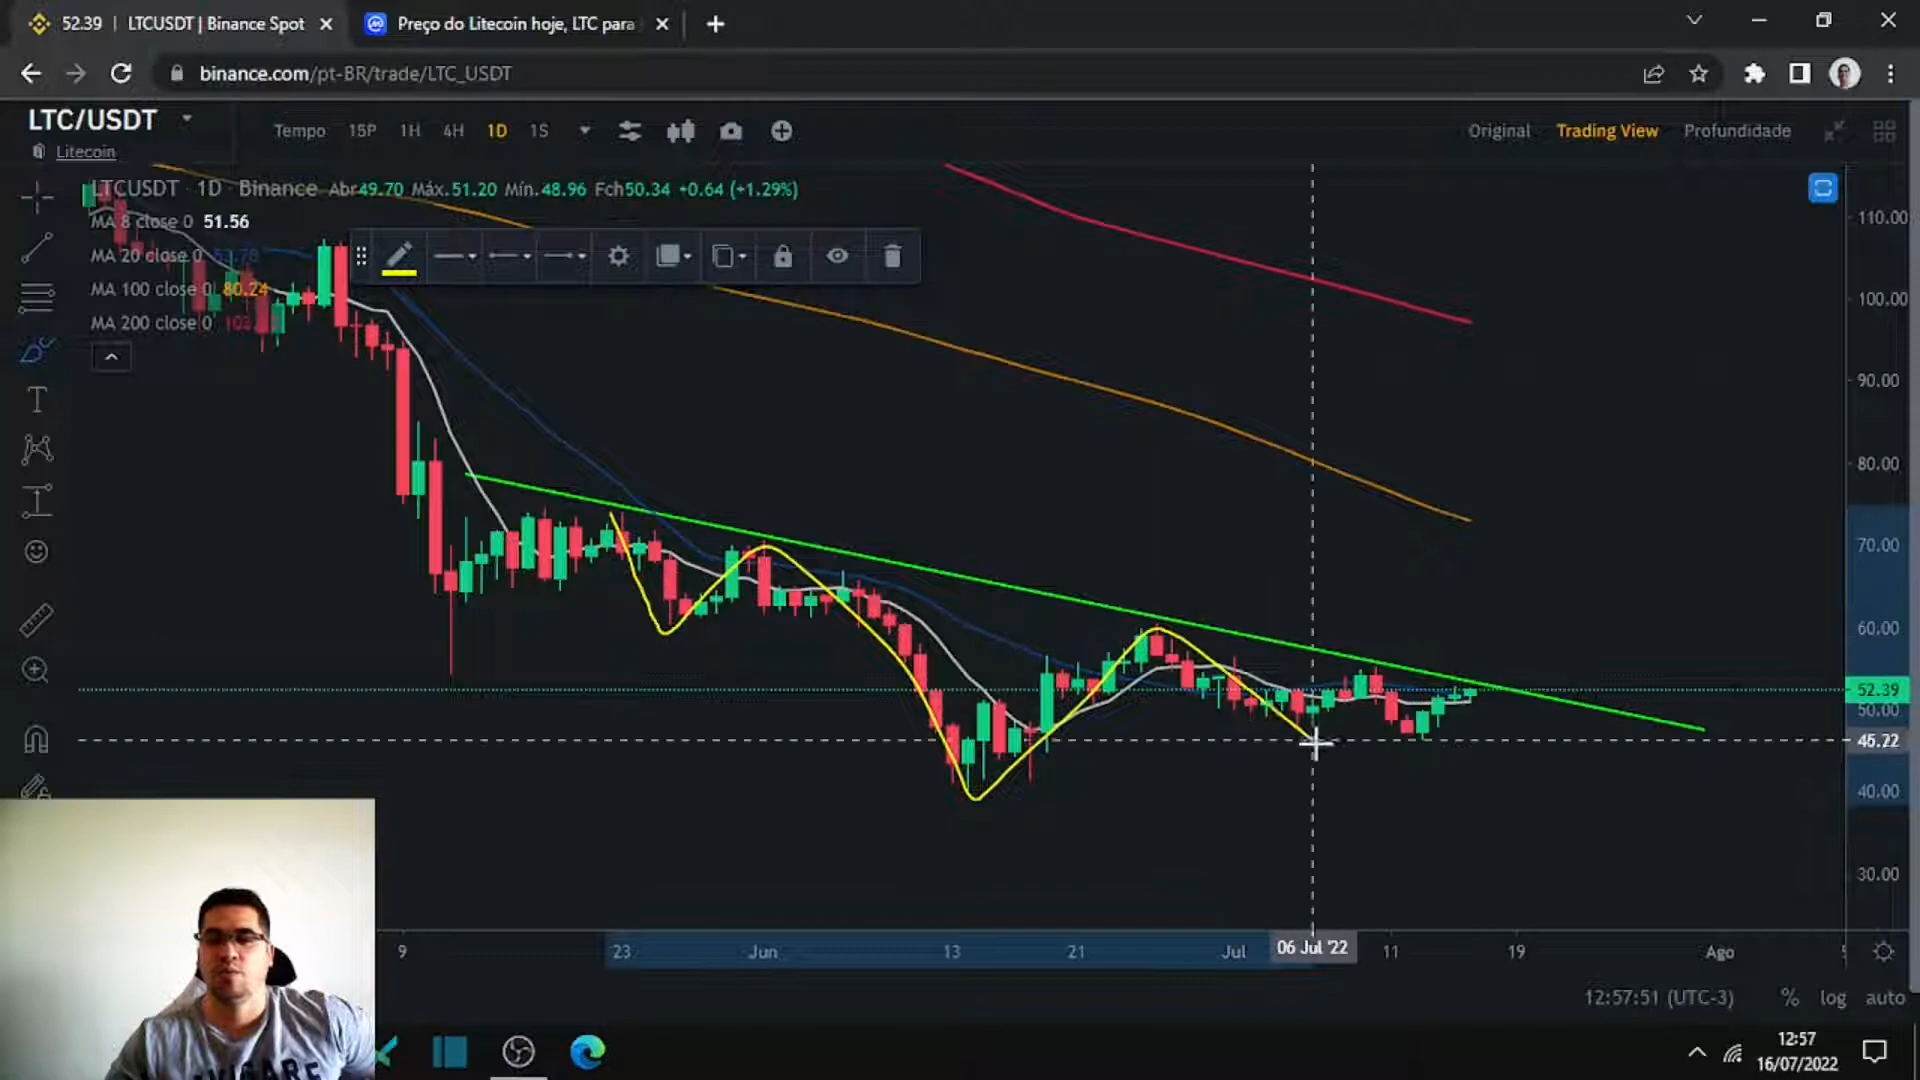 52.39 | LTCUSDT | Binance Spot
Preço do Litecoin hoje, LTC para
binance.com/pt-BR/trade/LTC_USDT
LTC/USDT
Litecoin
Tempo 15P 1H 4H 1D 1S
Original Trading View Profundidade
LTCUSDT · 1D · Binance Abr49.70 Máx.51.20 Mín.48.96 Fch50.34 +0.64 (+1.29%)
MA 8 close 0 51.56
MA 20 close 0
MA 100 close 0 80.24
MA 200 close 0
110.00
100.00
90.00
80.00
70.00
60.00
52.39
50.00
45.72
40.00
30.00
9 23 Jun 13 21 Jul 06 Jul '22 11 19 Ago
12:57:51 (UTC-3) % log auto
12:57
16/07/2022